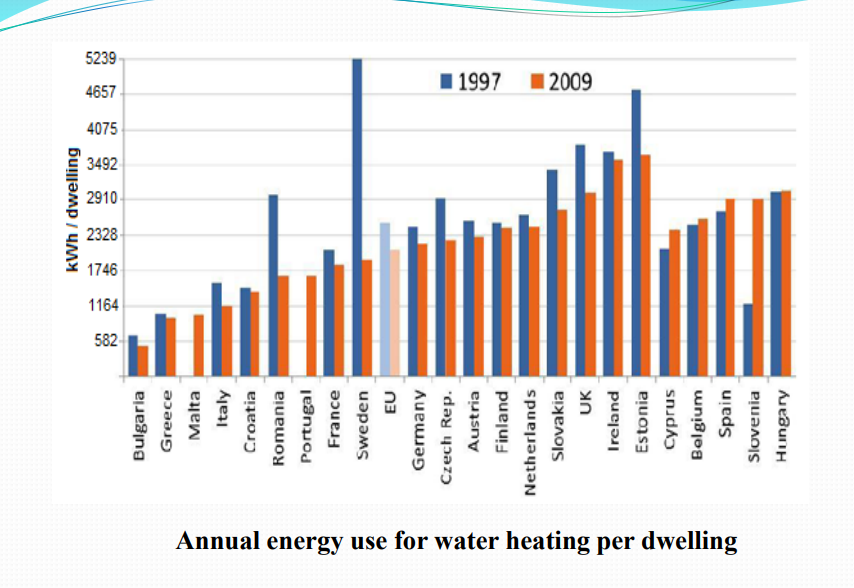 5239
4657
4075
3492
2910
2328
1746
1164
582
kWh / dwelling
1997 2009
Bulgaria
Greece
Malta
Italy
Croatia
Romania
Portugal
France
Sweden
EU
Germany
Czech Rep.
Austria
Finland
Netherlands
Slovakia
UK
Ireland
Estonia
Cyprus
Belgium
Spain
Slovenia
Hungary
Annual energy use for water heating per dwelling